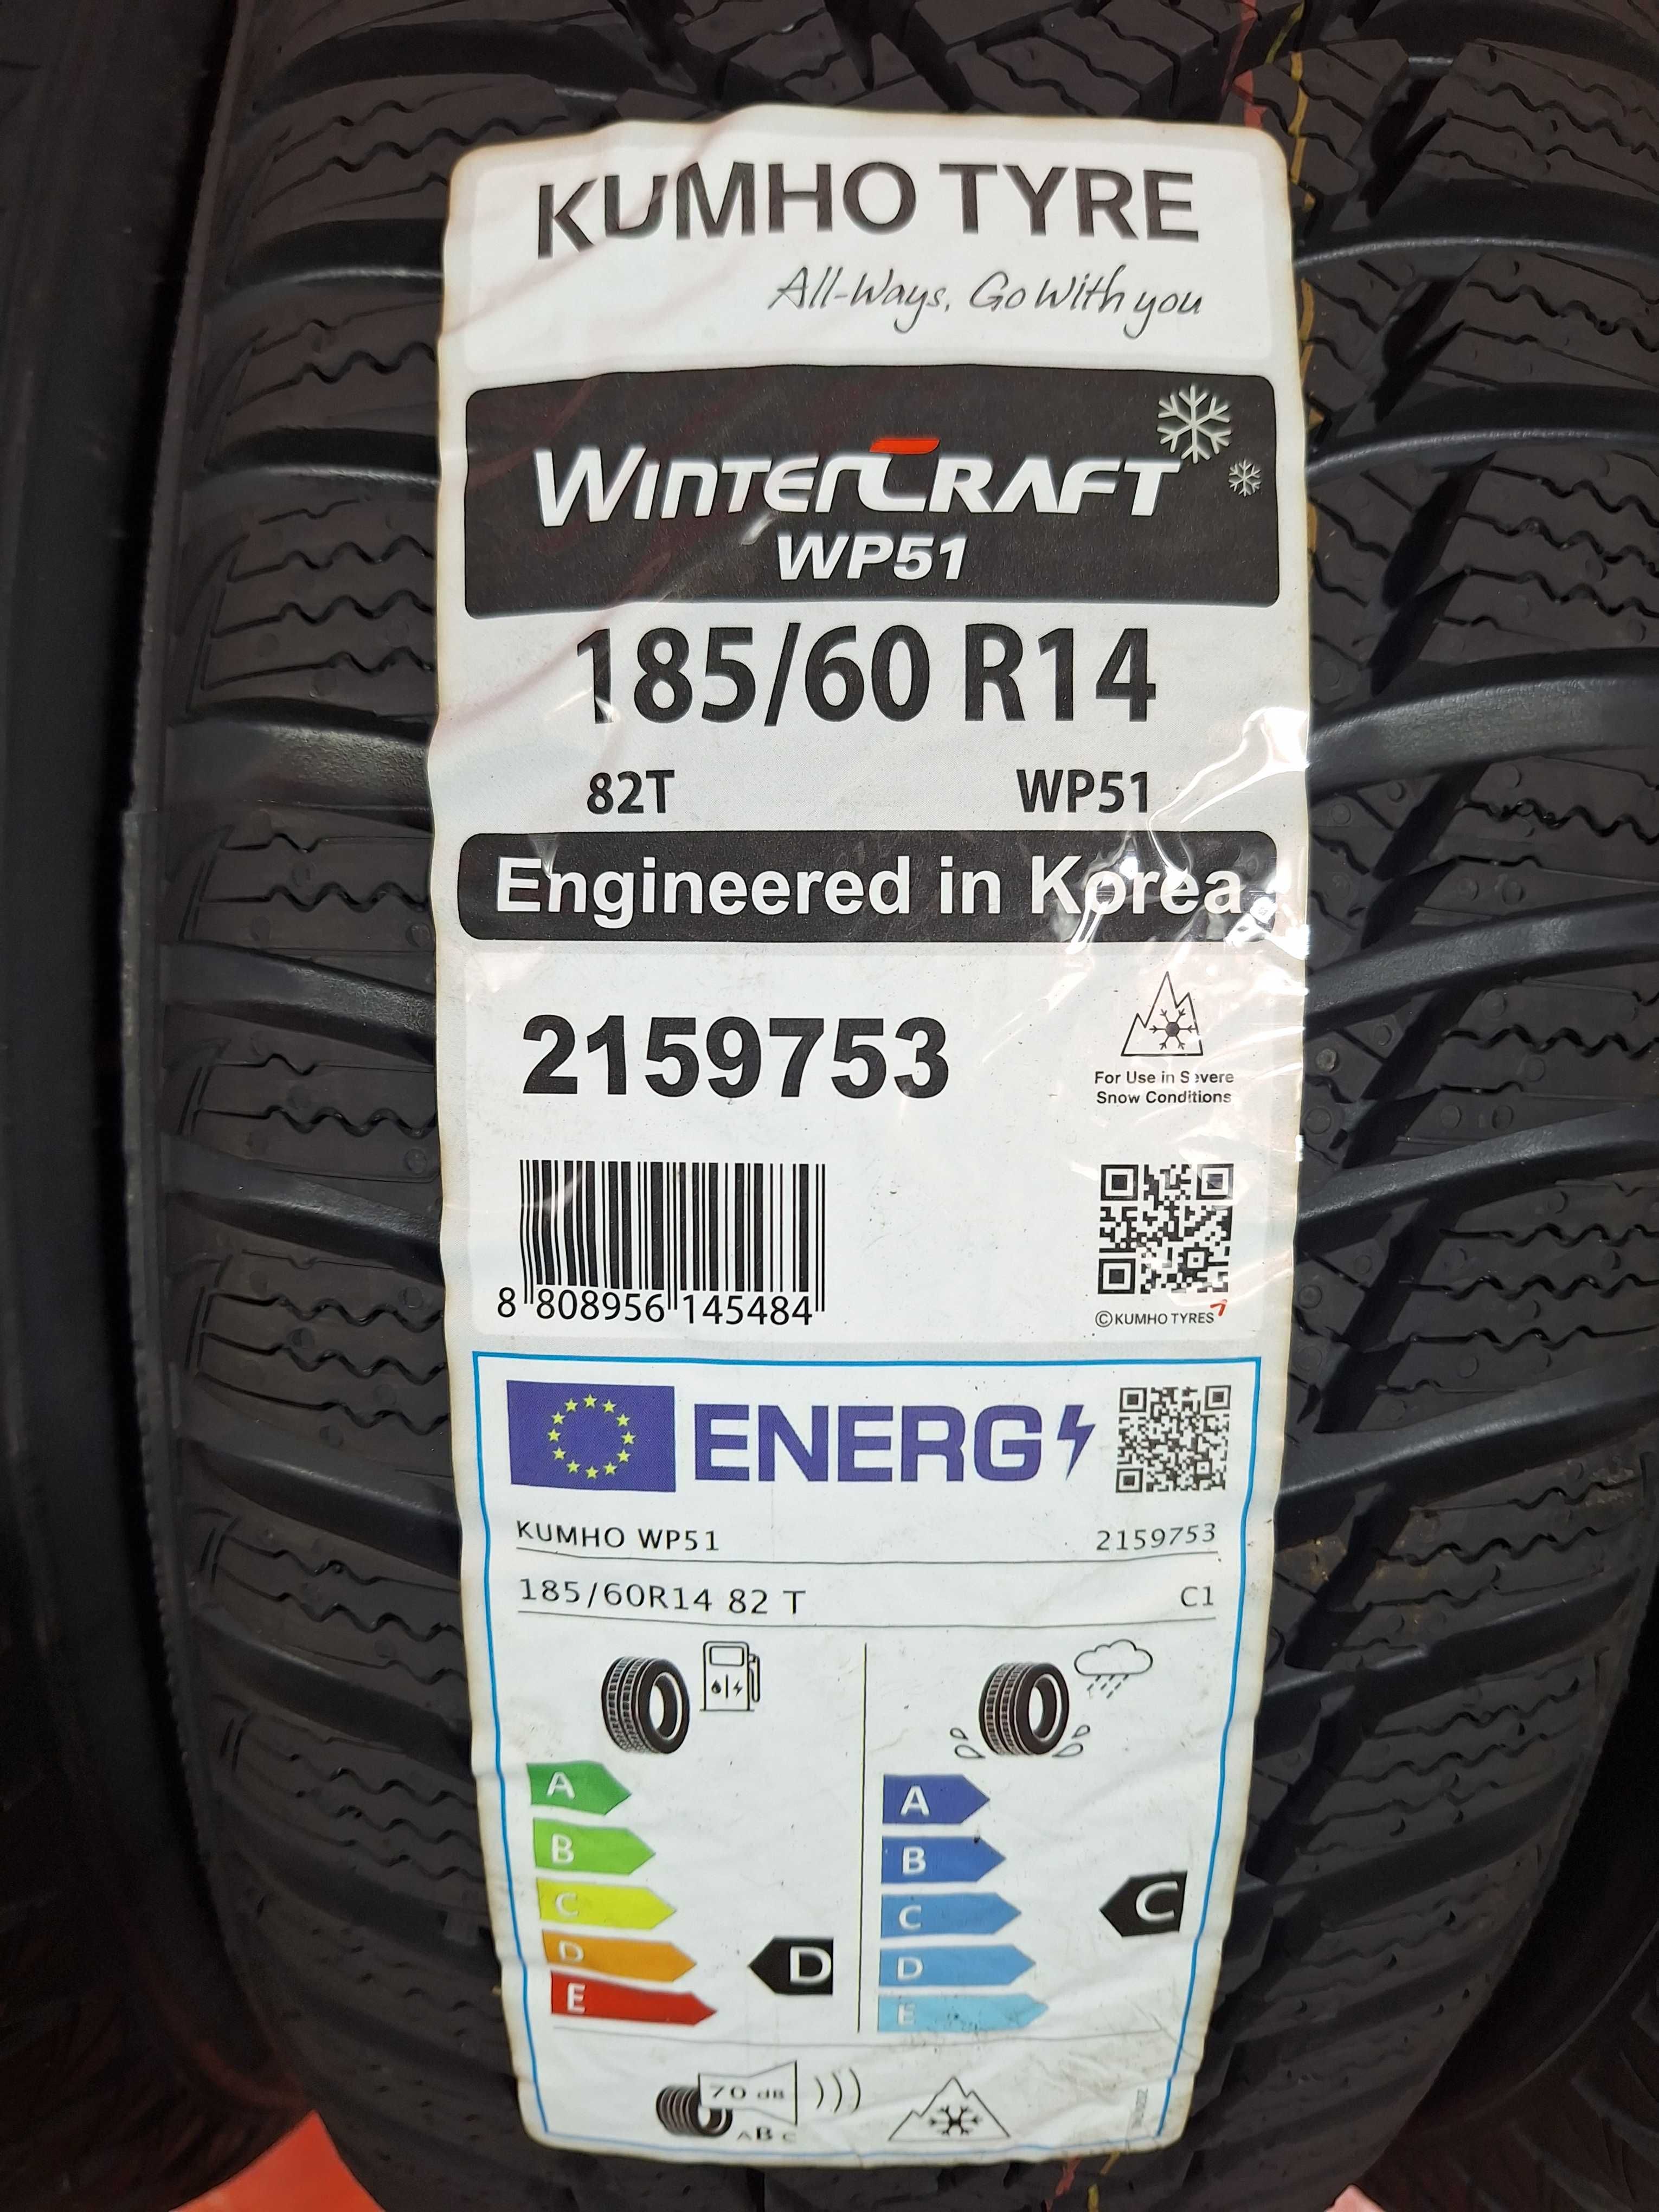 KUMHO TYRE
All-Ways, Go With you
WINTERCRAFT
WP51
185/60 R14
82T WP51
Engineered in Korea
2159753
For Use in Severe
Snow Conditions
8 808956 145484
©KUMHO TYRES
ENERG
KUMHO WP51 2159753
185/60R14 82 T C1
A A
B B
C C C
D D D
E E
70 dB
ABC